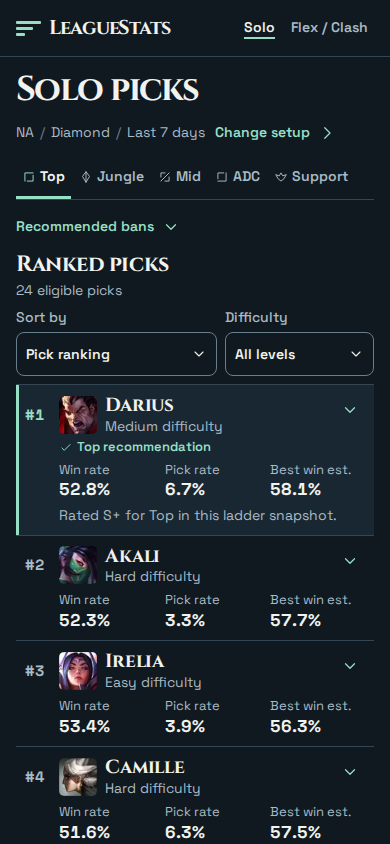 LeagueStats
Solo
Flex / Clash
Solo picks
NA / Diamond / Last 7 days Change setup
Top
Jungle
Mid
ADC
Support
Recommended bans
Ranked picks
24 eligible picks
Sort by
Difficulty
Pick ranking
All levels
#1
Darius
Medium difficulty
Top recommendation
Win rate
Pick rate
Best win est.
52.8%
6.7%
58.1%
Rated S+ for Top in this ladder snapshot.
#2
Akali
Hard difficulty
Win rate
Pick rate
Best win est.
52.3%
3.3%
57.7%
#3
Irelia
Easy difficulty
Win rate
Pick rate
Best win est.
53.4%
3.9%
56.3%
#4
Camille
Hard difficulty
Win rate
Pick rate
Best win est.
51.6%
6.3%
57.5%